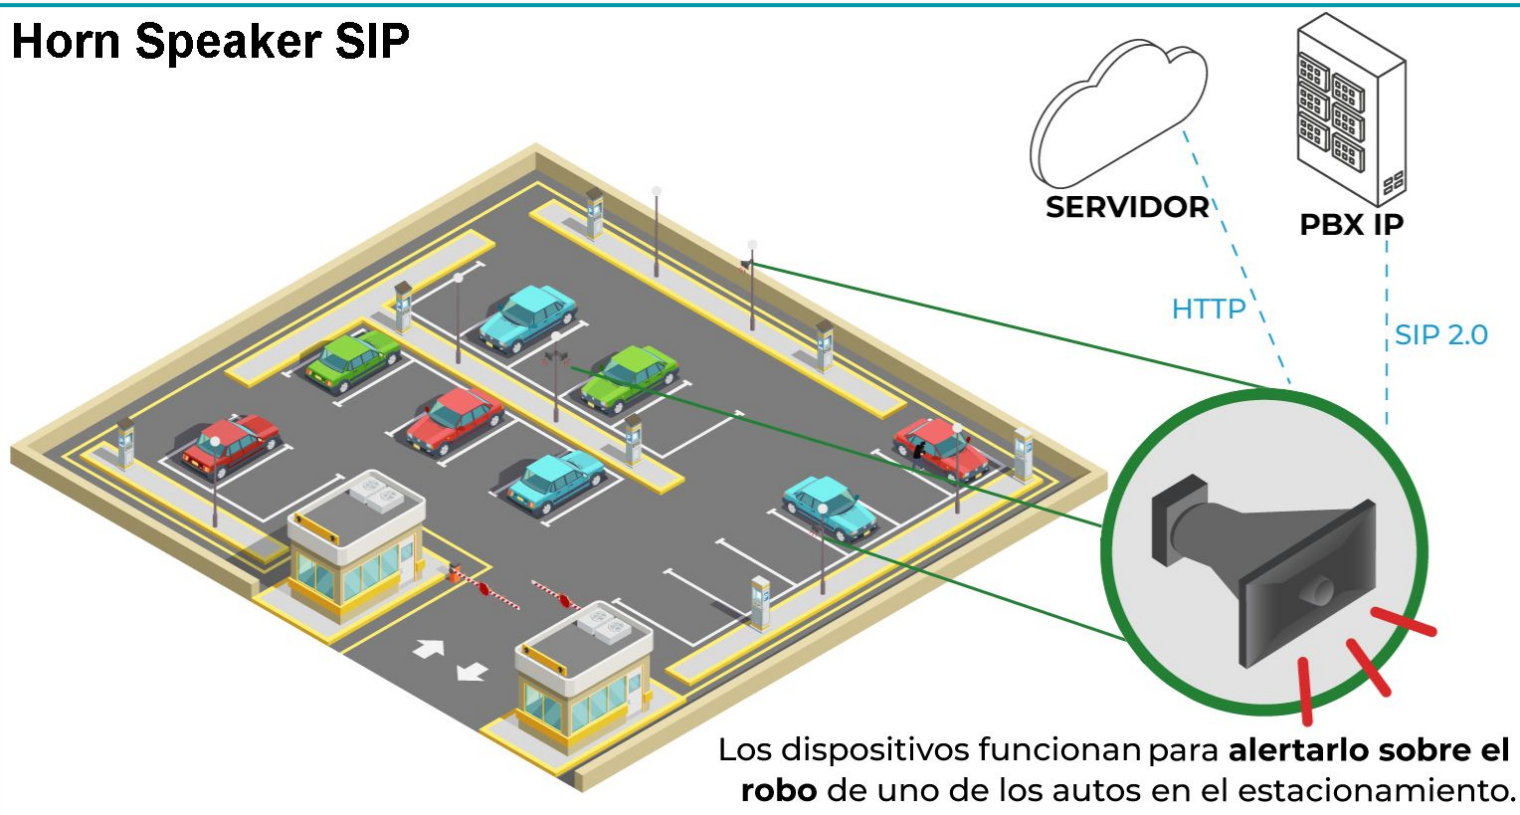 Horn Speaker SIP
SERVIDOR
PBX IP
HTTP
SIP 2.0
Los dispositivos funcionan para alertarlo sobre el
robo de uno de los autos en el estacionamiento.